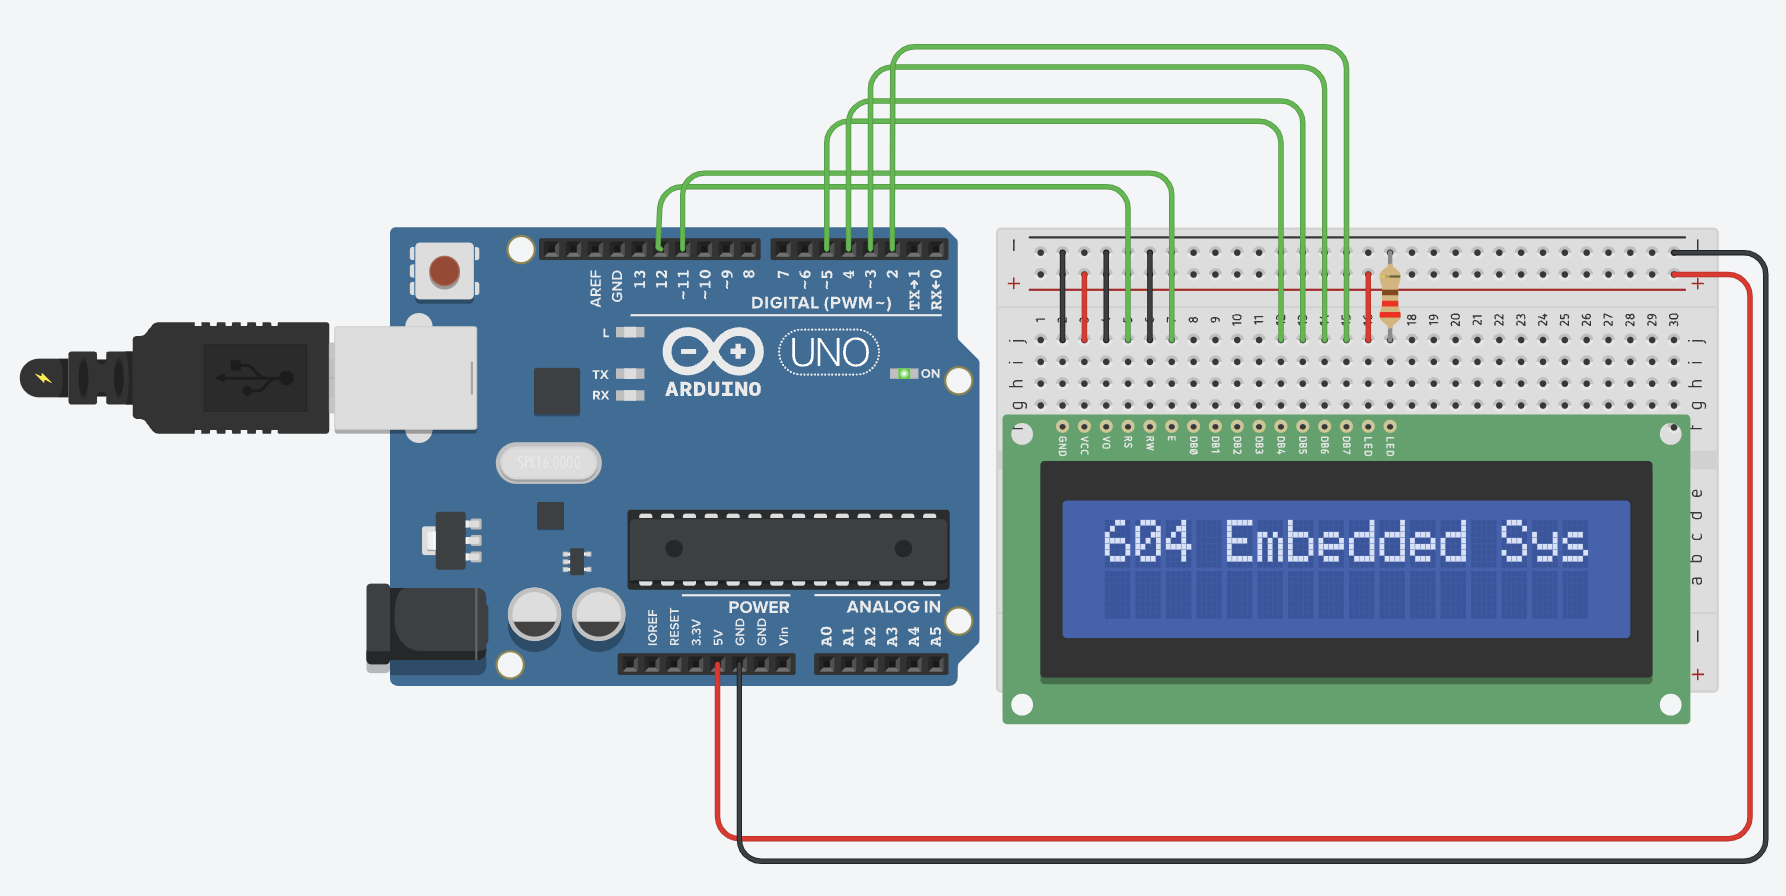 AREF
GND
13
12
~11
~10
~9
8
7
~6
~5
4
~3
2
TX→1
RX←0
DIGITAL (PWM~)
L
TX
RX
ARDUINO
UNO
ON
SPK16.000G
POWER
ANALOG IN
IOREF
RESET
3.3V
5V
GND
GND
Vin
A0
A1
A2
A3
A4
A5
− −
+ +
1 8 9 10 11 18 19 20 21 22 23 24 25 26 27 28 29 30
j j
i i
h h
g g
f
GND VCC VO RS RW E DB0 DB1 DB2 DB3 DB4 DB5 DB6 DB7 LED LED
604 Embedded Sys
e
d
c
b
a
−
+